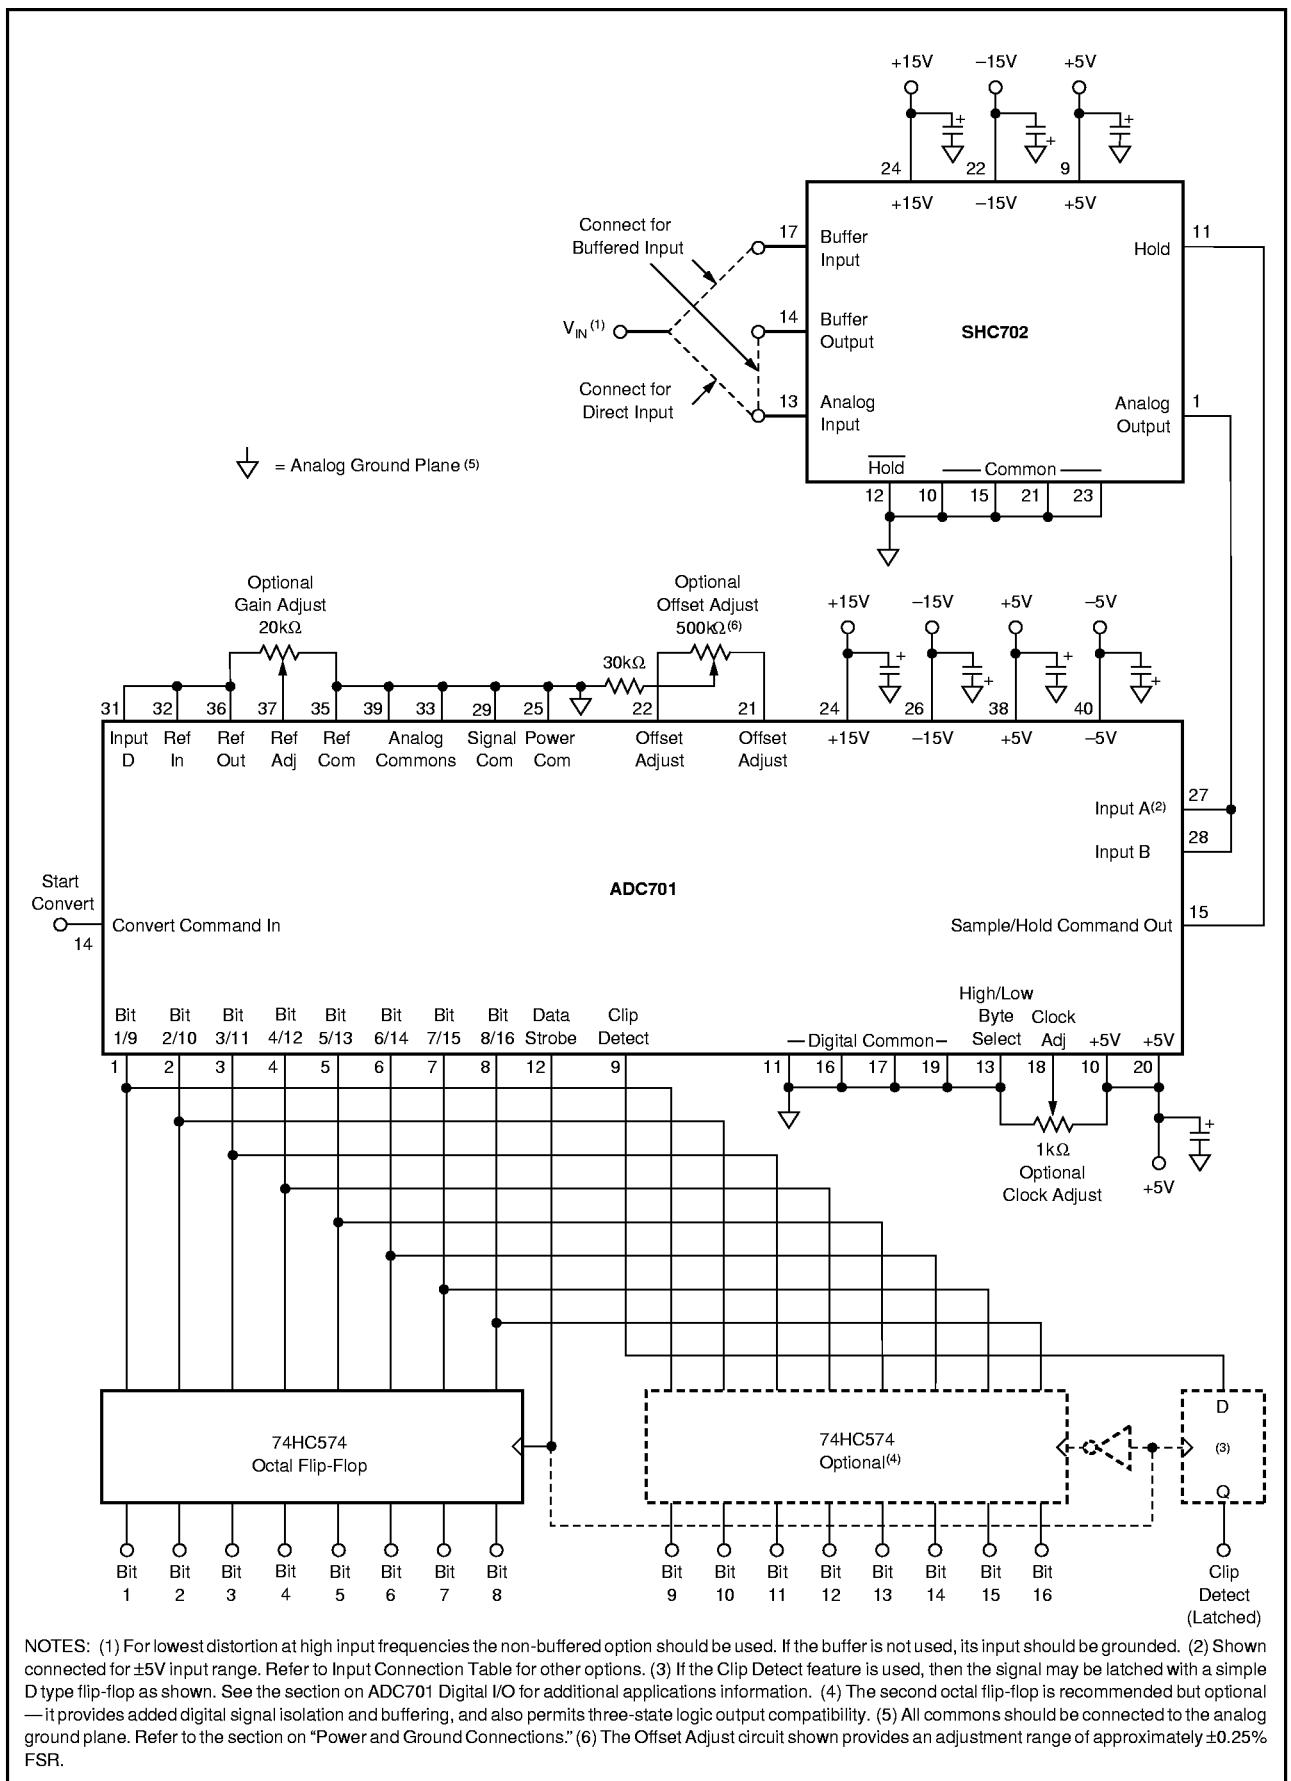 +15V –15V +5V
+ + +
24 22 9
+15V –15V +5V
Connect for
Buffered Input
17 Buffer
Input
Hold 11
VIN (1)
14 Buffer
Output
SHC702
Connect for
Direct Input
13 Analog
Input
Analog
Output
1
= Analog Ground Plane (5)
Hold Common
12 10 15 21 23
Optional
Gain Adjust
20kΩ
30kΩ
Optional
Offset Adjust
500kΩ(6)
+15V –15V +5V –5V
+ + + +
31 32 36 37 35 39 33 29 25 22 21 24 26 38 40
Input Ref Ref Ref Ref Analog Signal Power Offset Offset +15V –15V +5V –5V
D In Out Adj Com Commons Com Com Adjust Adjust
Input A(2) 27
Input B 28
ADC701
Start
Convert
14
Convert Command In
Sample/Hold Command Out 15
Bit Bit Bit Bit Bit Bit Bit Bit Data Clip
1/9 2/10 3/11 4/12 5/13 6/14 7/15 8/16 Strobe Detect
Digital Common
High/Low
Byte
Select
Clock
Adj
+5V +5V
1 2 3 4 5 6 7 8 12 9 11 16 17 19 13 18 10 20
1kΩ
Optional
Clock Adjust
+
+5V
74HC574
Octal Flip-Flop
74HC574
Optional(4)
D
(3)
Q
Bit Bit Bit Bit Bit Bit Bit Bit Bit Bit Bit Bit Bit Bit Bit Bit
1 2 3 4 5 6 7 8 9 10 11 12 13 14 15 16
Clip
Detect
(Latched)
NOTES: (1) For lowest distortion at high input frequencies the non-buffered option should be used. If the buffer is not used, its input should be grounded. (2) Shown
connected for ±5V input range. Refer to Input Connection Table for other options. (3) If the Clip Detect feature is used, then the signal may be latched with a simple
D type flip-flop as shown. See the section on ADC701 Digital I/O for additional applications information. (4) The second octal flip-flop is recommended but optional
— it provides added digital signal isolation and buffering, and also permits three-state logic output compatibility. (5) All commons should be connected to the analog
ground plane. Refer to the section on “Power and Ground Connections.” (6) The Offset Adjust circuit shown provides an adjustment range of approximately ±0.25%
FSR.